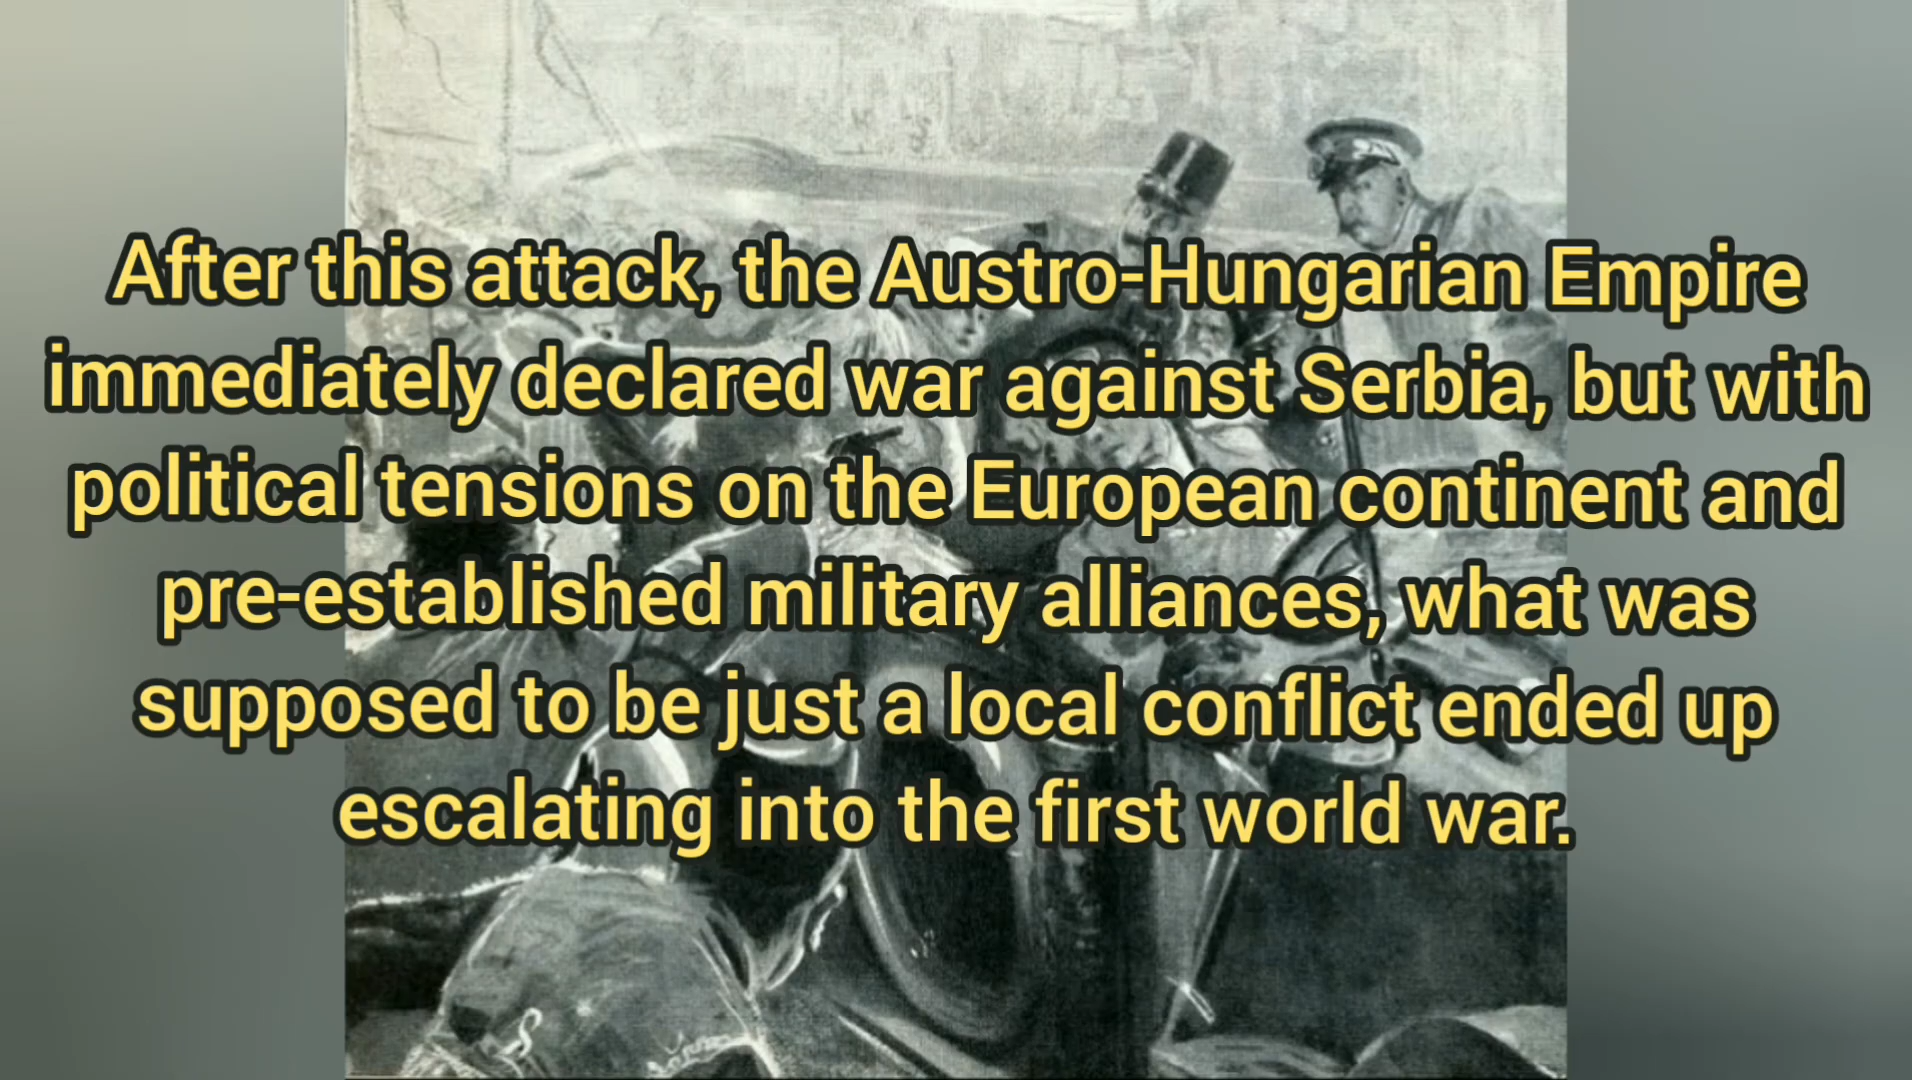 After this attack, the Austro-Hungarian Empire
immediately declared war against Serbia, but with
political tensions on the European continent and
pre-established military alliances, what was
supposed to be just a local conflict ended up
escalating into the first world war.